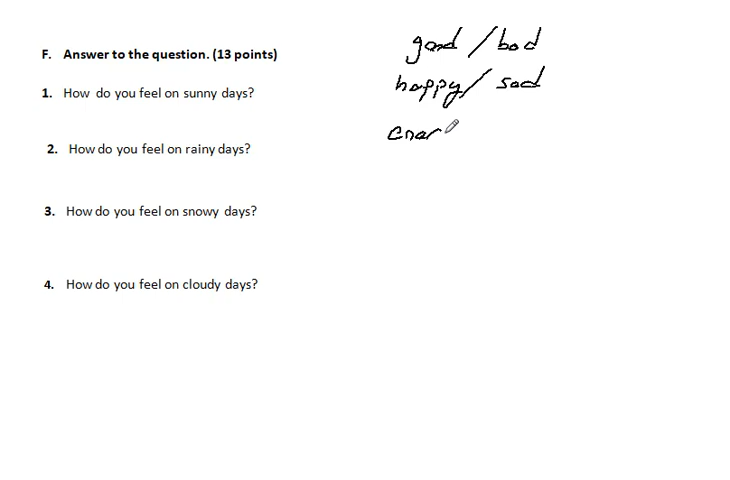 F. Answer to the question. (13 points)
good / bad
1. How do you feel on sunny days?
happy / sad
ener
2. How do you feel on rainy days?
3. How do you feel on snowy days?
4. How do you feel on cloudy days?